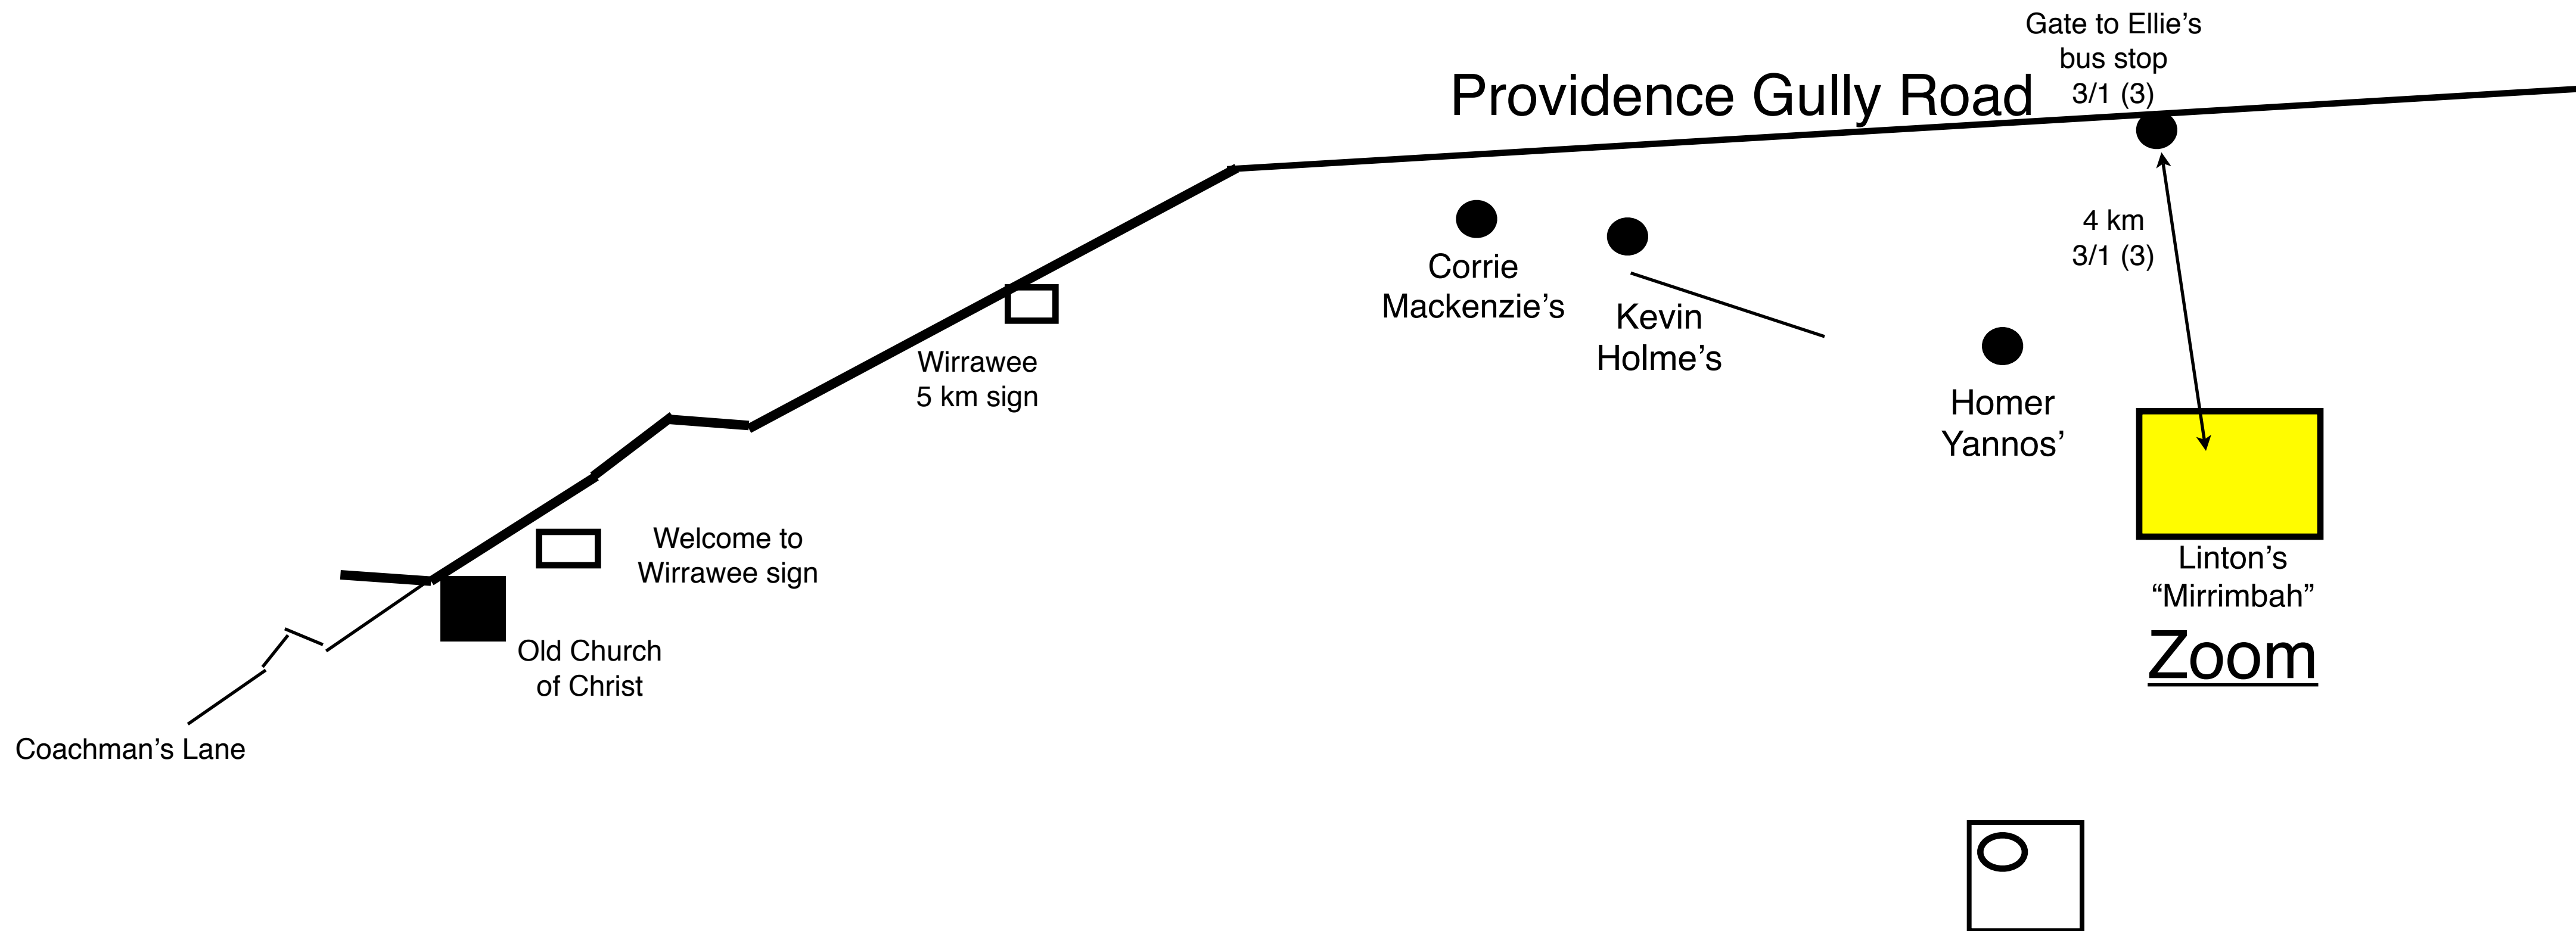 Gate to Ellie’s
bus stop
3/1 (3)
Providence Gully Road
4 km
3/1 (3)
Corrie
Mackenzie’s
Kevin
Holme’s
Wirrawee
5 km sign
Homer
Yannos’
Welcome to
Wirrawee sign
Linton’s
“Mirrimbah”
Zoom
Old Church
of Christ
Coachman’s Lane